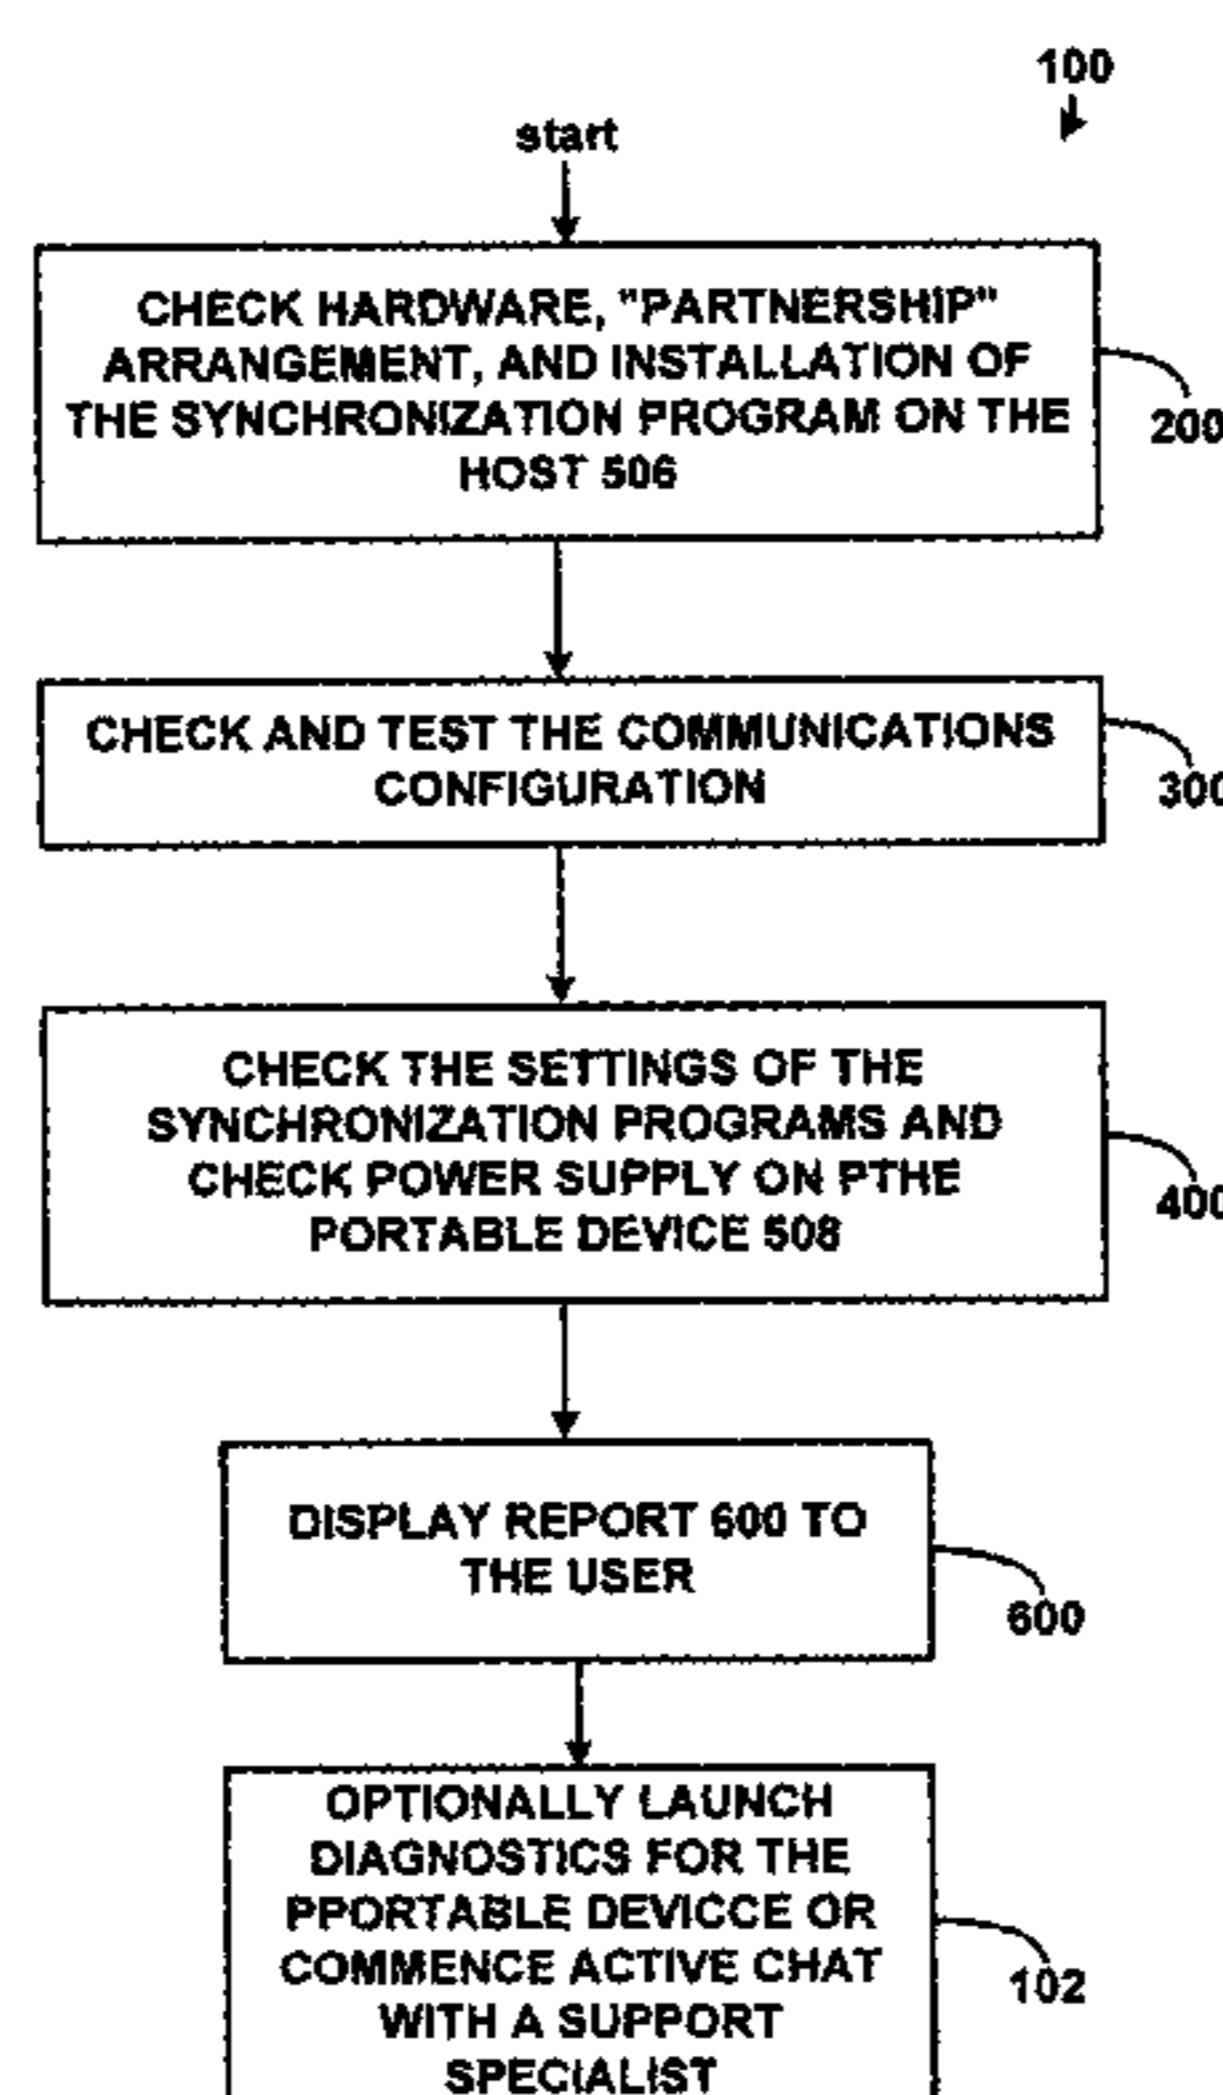 100
start
CHECK HARDWARE, "PARTNERSHIP"
ARRANGEMENT, AND INSTALLATION OF
THE SYNCHRONIZATION PROGRAM ON THE
HOST 506
200
CHECK AND TEST THE COMMUNICATIONS
CONFIGURATION
300
CHECK THE SETTINGS OF THE
SYNCHRONIZATION PROGRAMS AND
CHECK POWER SUPPLY ON PTHE
PORTABLE DEVICE 508
400
DISPLAY REPORT 600 TO
THE USER
600
OPTIONALLY LAUNCH
DIAGNOSTICS FOR THE
PPORTABLE DEVICCE OR
COMMENCE ACTIVE CHAT
WITH A SUPPORT
SPECIALIST
102